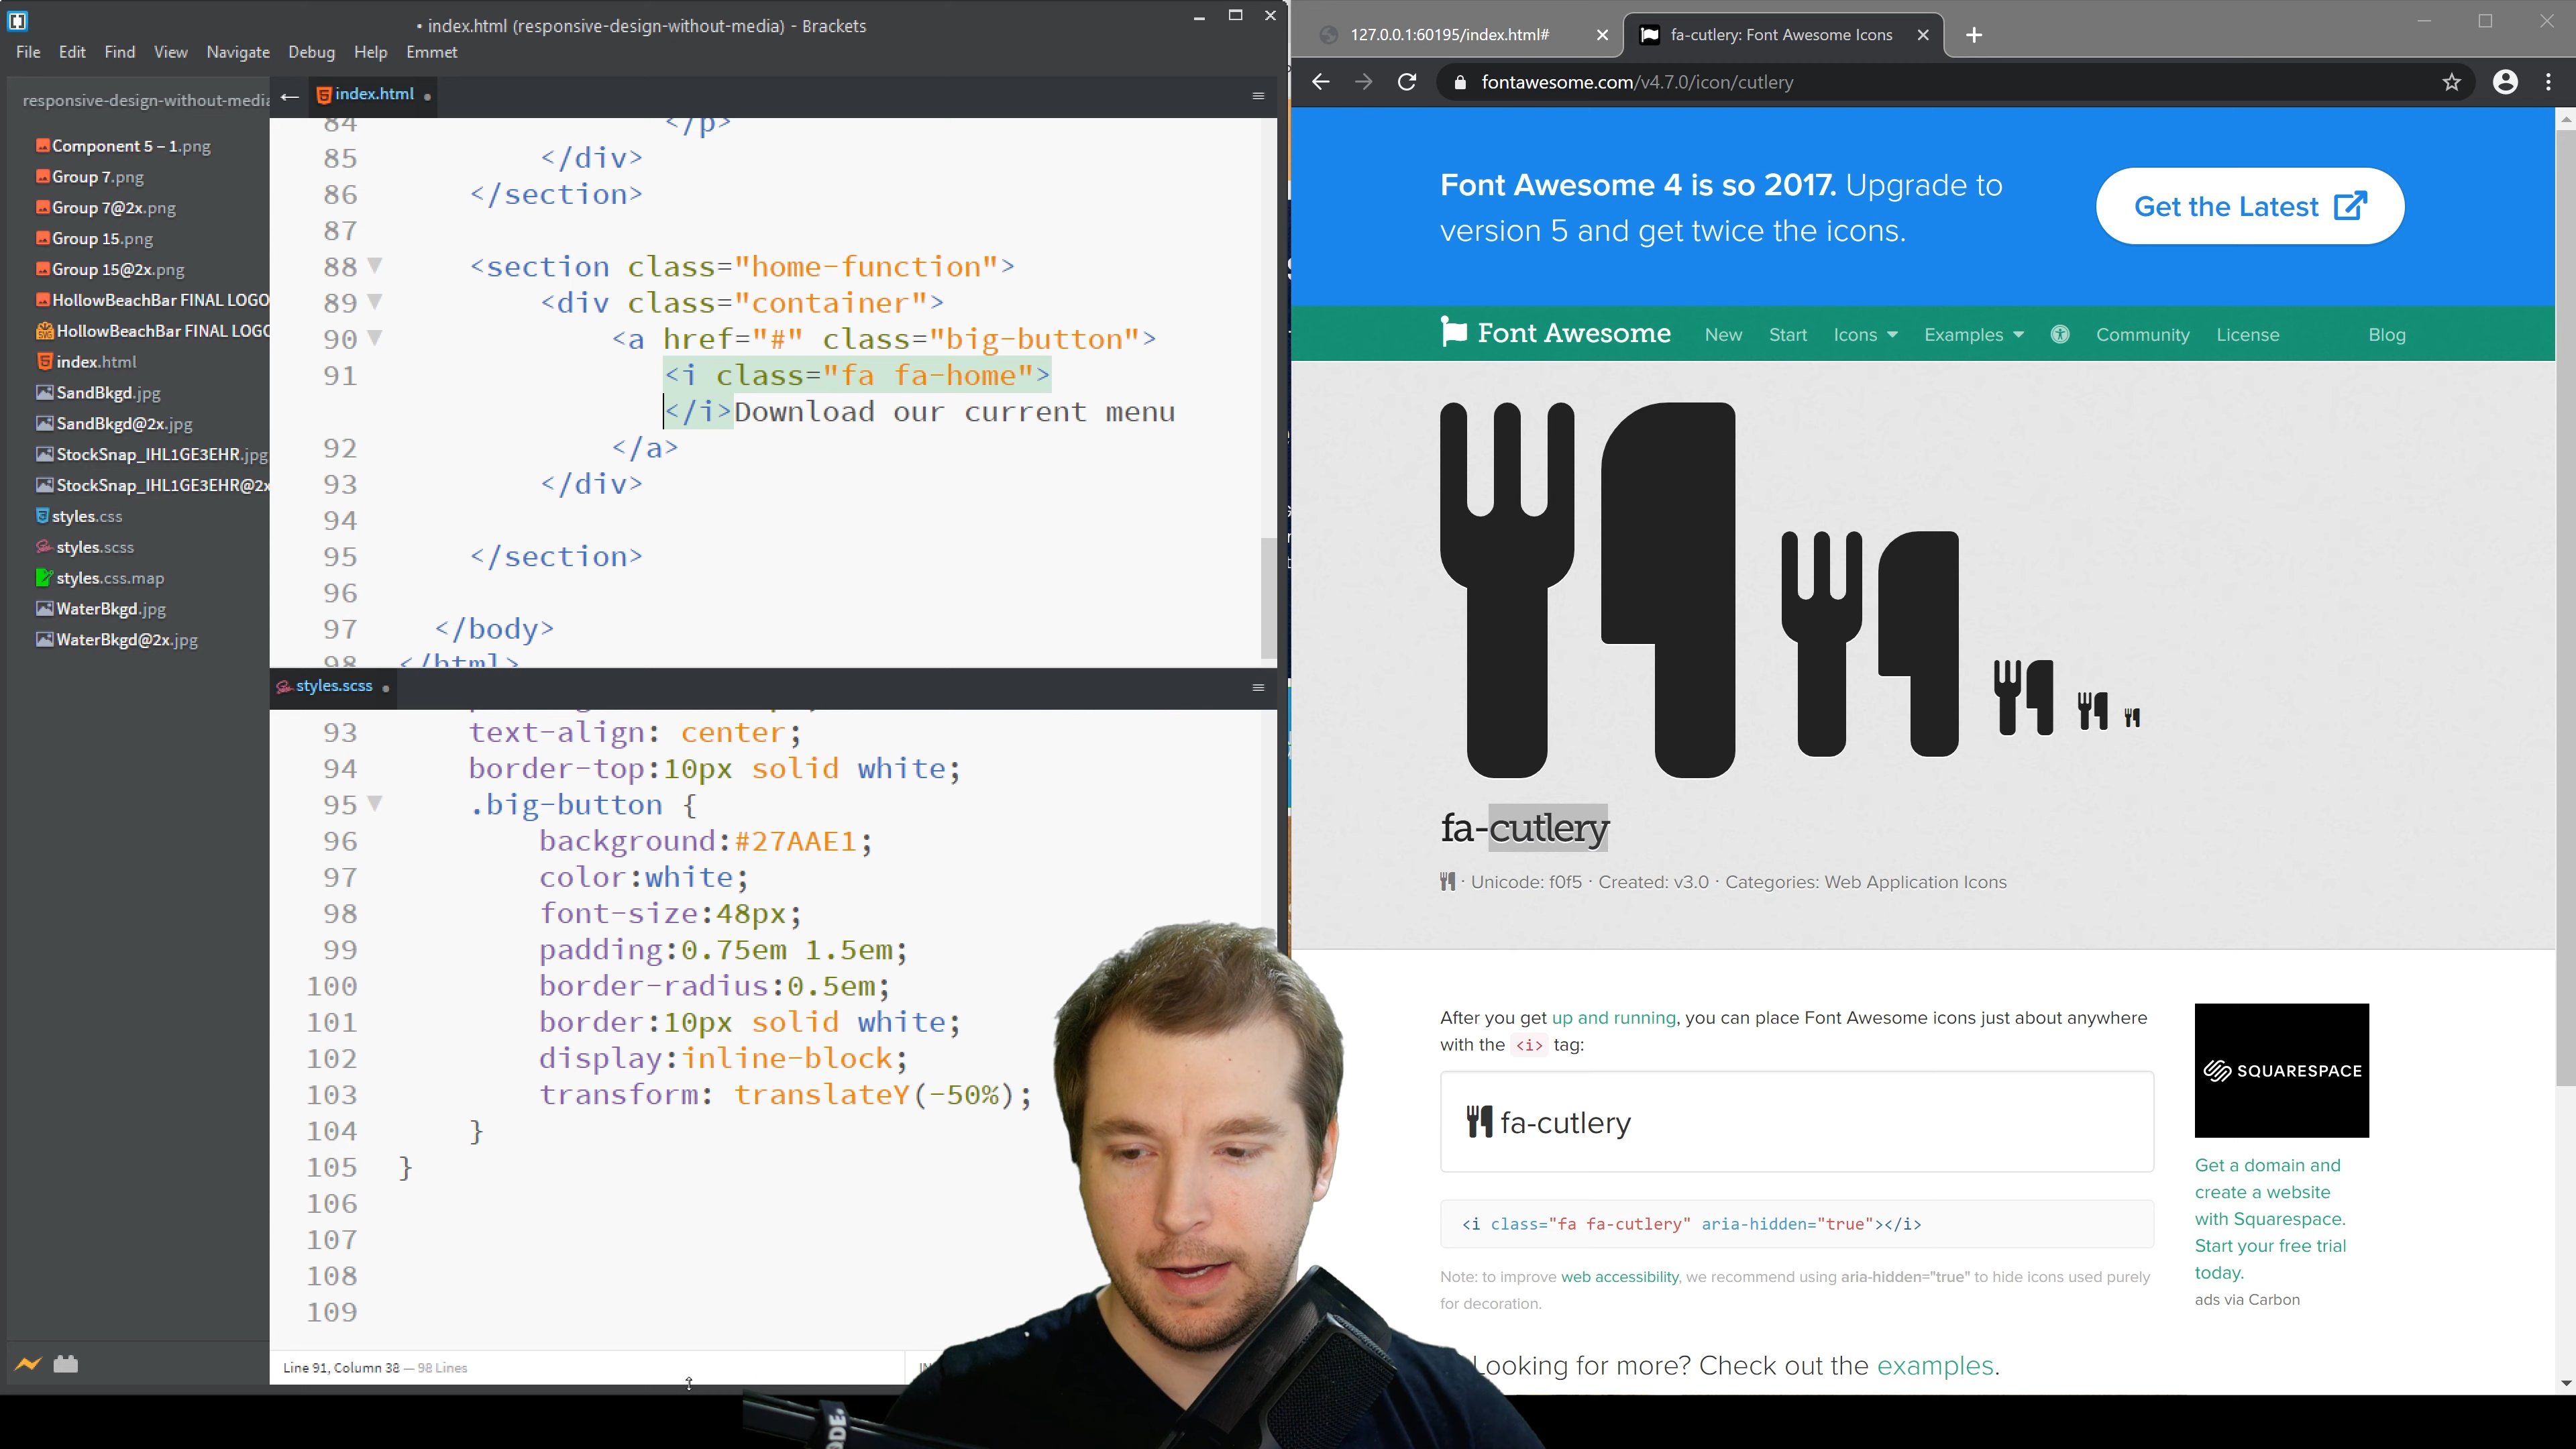 • index.html (responsive-design-without-media) - Brackets
File Edit Find View Navigate Debug Help Emmet
responsive-design-without-media
Component 5 – 1.png
Group 7.png
Group 7@2x.png
Group 15.png
Group 15@2x.png
HollowBeachBar FINAL LOGO
HollowBeachBar FINAL LOGO
index.html
SandBkgd.jpg
SandBkgd@2x.jpg
StockSnap_IHL1GE3EHR.jpg
StockSnap_IHL1GE3EHR@2x
styles.css
styles.scss
styles.css.map
WaterBkgd.jpg
WaterBkgd@2x.jpg
index.html
84 </p>
85 </div>
86 </section>
87
88 <section class="home-function">
89 <div class="container">
90 <a href="#" class="big-button">
91 <i class="fa fa-home">
</i>Download our current menu
92 </a>
93 </div>
94
95 </section>
96
97 </body>
98 </html>
styles.scss
93 text-align: center;
94 border-top:10px solid white;
95 .big-button {
96 background:#27AAE1;
97 color:white;
98 font-size:48px;
99 padding:0.75em 1.5em;
100 border-radius:0.5em;
101 border:10px solid white;
102 display:inline-block;
103 transform: translateY(-50%);
104 }
105 }
106
107
108
109
Line 91, Column 38 — 98 Lines
127.0.0.1:60195/index.html#
fa-cutlery: Font Awesome Icons
fontawesome.com/v4.7.0/icon/cutlery
Font Awesome 4 is so 2017. Upgrade to
version 5 and get twice the icons.
Get the Latest
Font Awesome New Start Icons Examples Community License Blog
fa-cutlery
· Unicode: f0f5 · Created: v3.0 · Categories: Web Application Icons
After you get up and running, you can place Font Awesome icons just about anywhere
with the <i> tag:
fa-cutlery
<i class="fa fa-cutlery" aria-hidden="true"></i>
Note: to improve web accessibility, we recommend using aria-hidden="true" to hide icons used purely
for decoration.
Looking for more? Check out the examples.
SQUARESPACE
Get a domain and
create a website
with Squarespace.
Start your free trial
today.
ads via Carbon